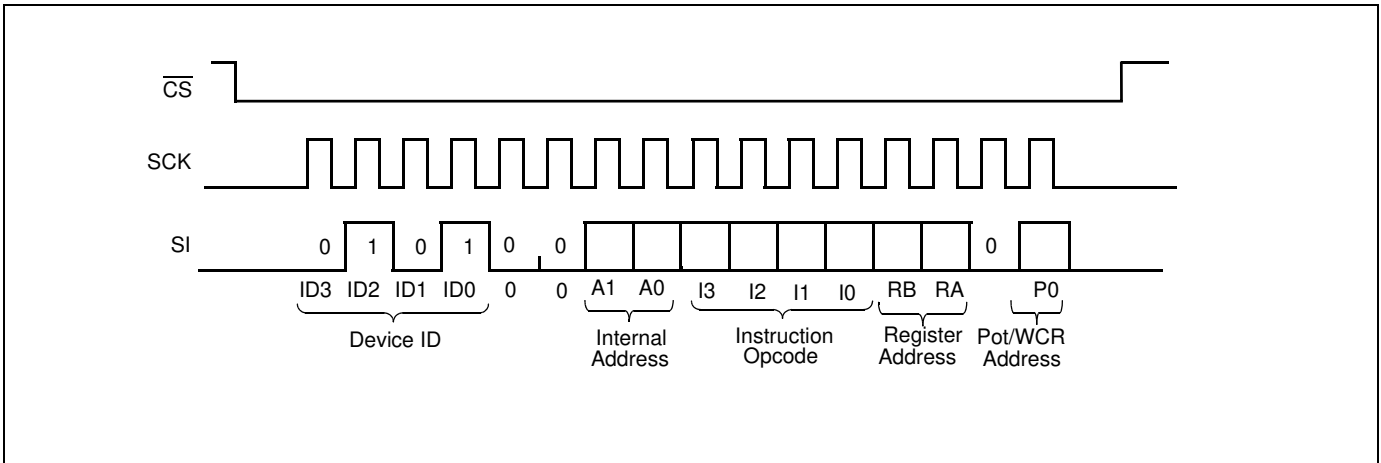 CS
SCK
SI 0 1 0 1 0 0 0
ID3 ID2 ID1 ID0 0 0 A1 A0 I3 I2 I1 I0 RB RA P0
Device ID
Internal
Address
Instruction
Opcode
Register
Address
Pot/WCR
Address